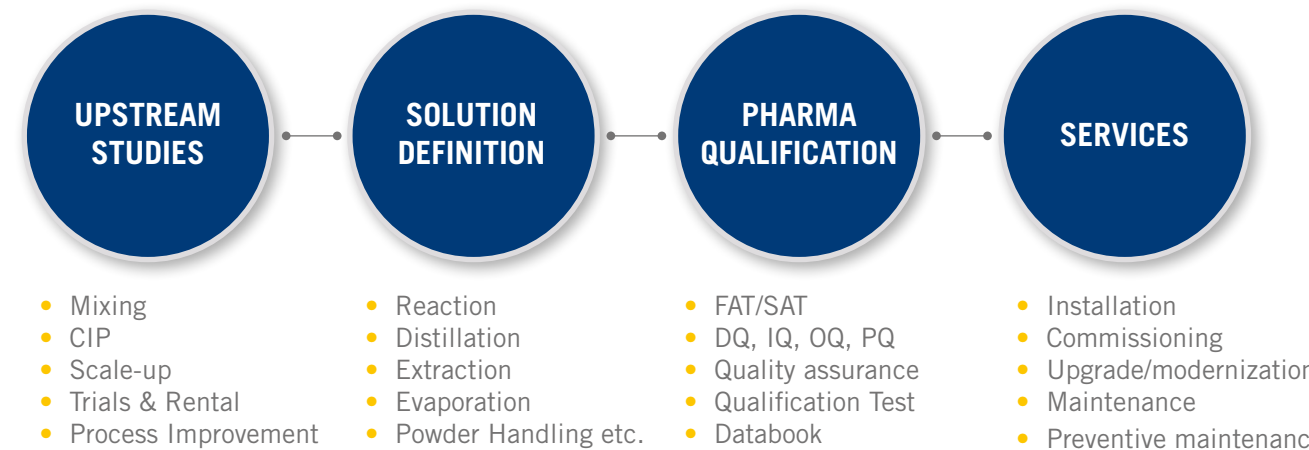 UPSTREAM
STUDIES
SOLUTION
DEFINITION
PHARMA
QUALIFICATION
SERVICES
• Mixing
• CIP
• Scale-up
• Trials & Rental
• Process Improvement
• Reaction
• Distillation
• Extraction
• Evaporation
• Powder Handling etc.
• FAT/SAT
• DQ, IQ, OQ, PQ
• Quality assurance
• Qualification Test
• Databook
• Installation
• Commissioning
• Upgrade/modernization
• Maintenance
• Preventive maintenanc